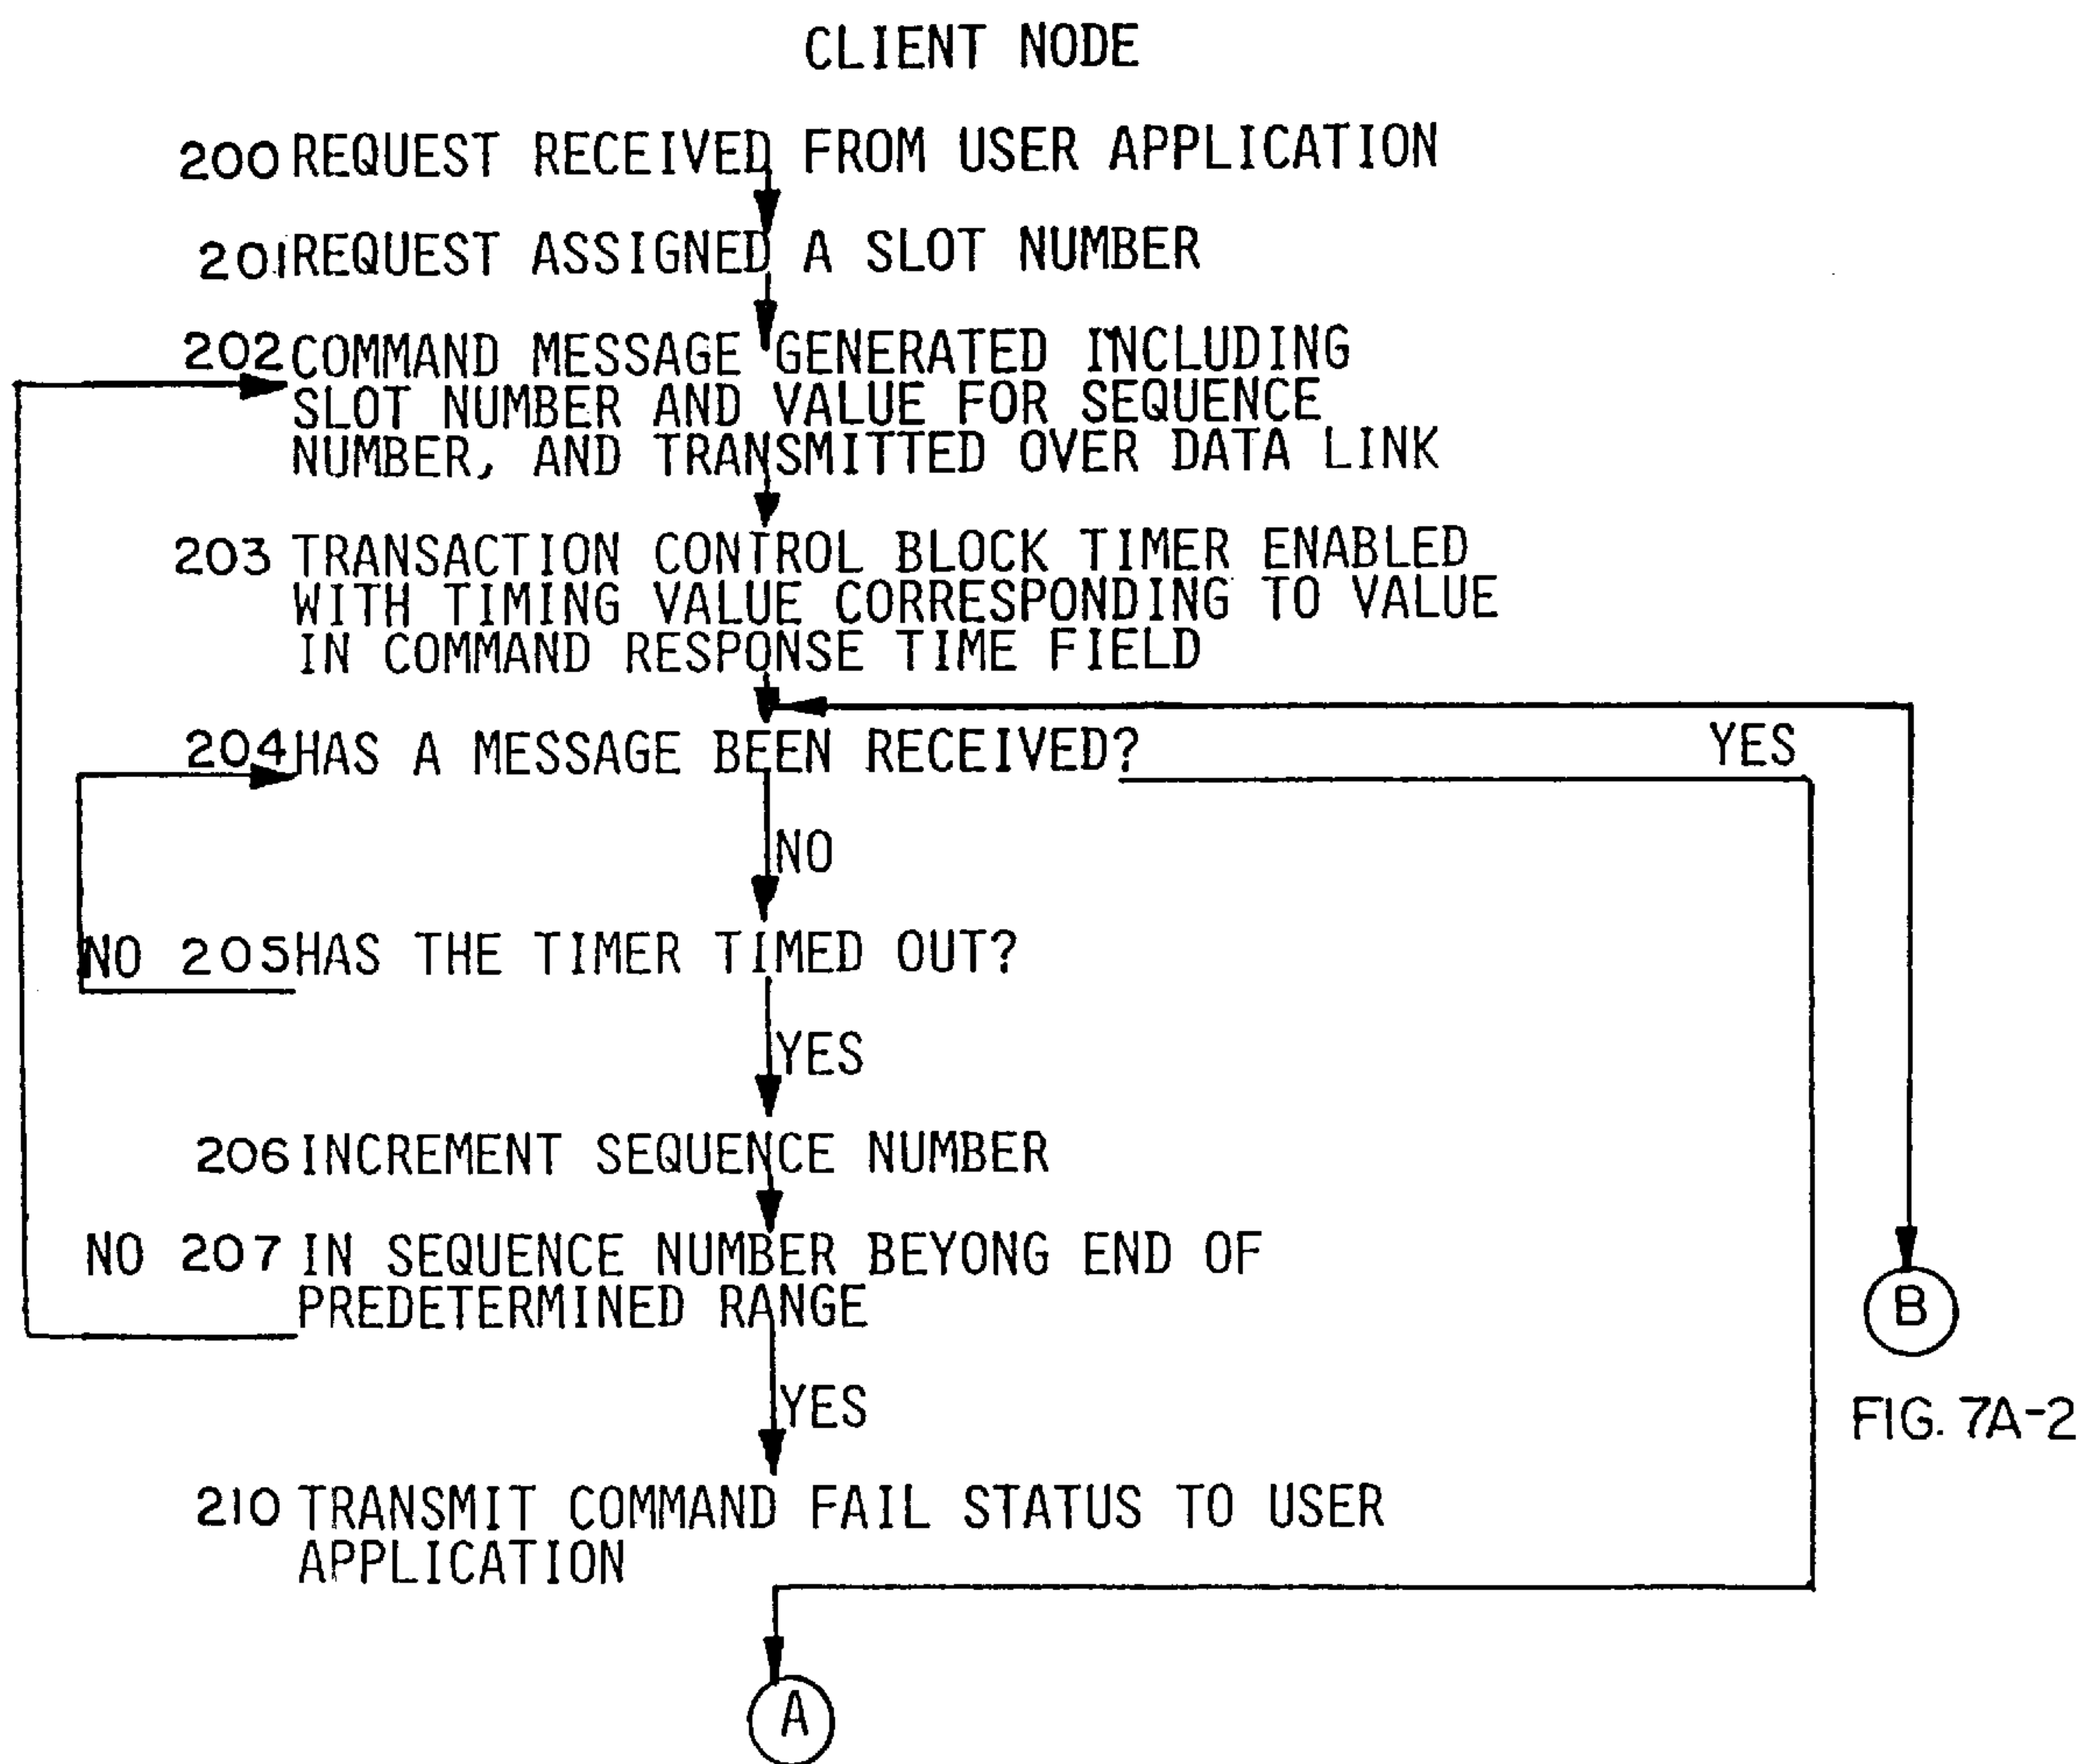 CLIENT NODE
200 REQUEST RECEIVED FROM USER APPLICATION
201 REQUEST ASSIGNED A SLOT NUMBER
202 COMMAND MESSAGE GENERATED INCLUDING
SLOT NUMBER AND VALUE FOR SEQUENCE
NUMBER, AND TRANSMITTED OVER DATA LINK
203 TRANSACTION CONTROL BLOCK TIMER ENABLED
WITH TIMING VALUE CORRESPONDING TO VALUE
IN COMMAND RESPONSE TIME FIELD
204 HAS A MESSAGE BEEN RECEIVED? YES
NO
NO 205 HAS THE TIMER TIMED OUT?
YES
206 INCREMENT SEQUENCE NUMBER
NO 207 IN SEQUENCE NUMBER BEYONG END OF
PREDETERMINED RANGE
B
YES
FIG. 7A-2
210 TRANSMIT COMMAND FAIL STATUS TO USER
APPLICATION
A